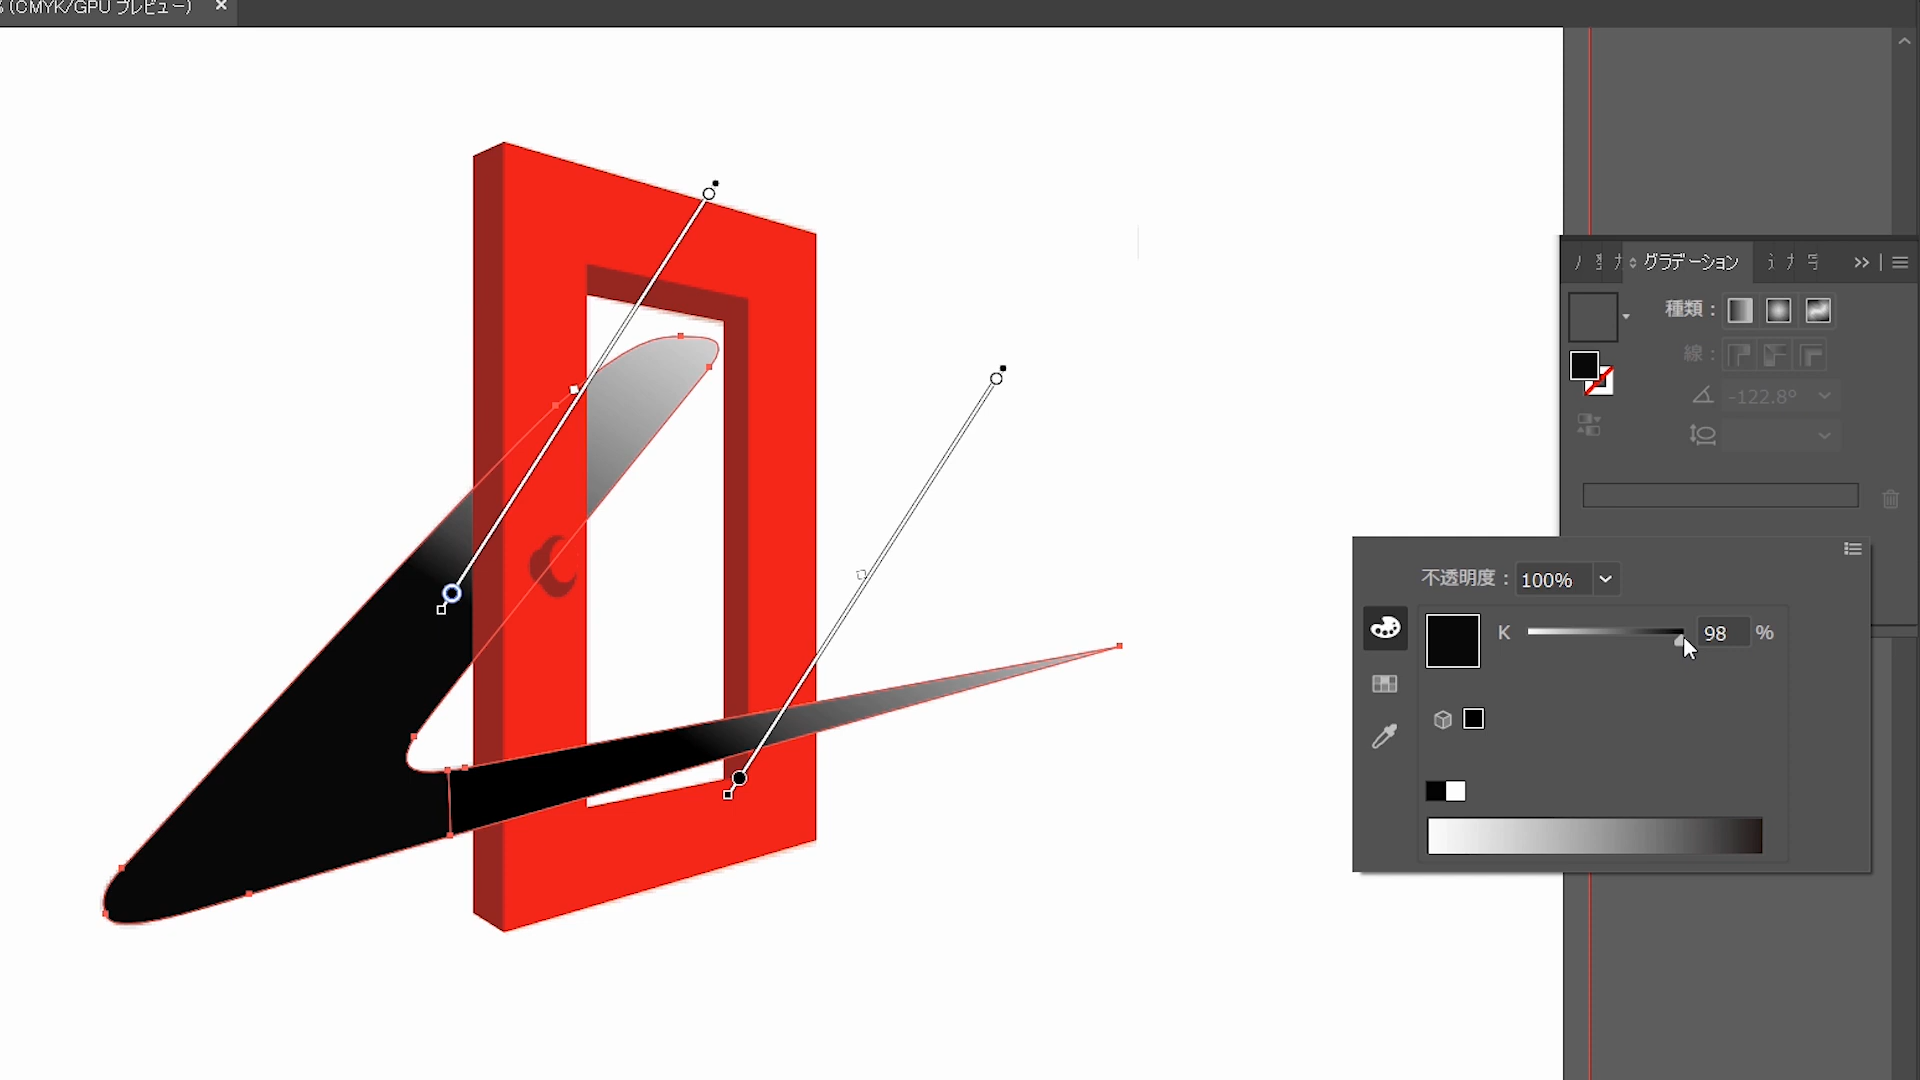 % (CMYK/GPU プレビュー) ×
グラデーション
種類：
線：
-122.8°
不透明度： 100%
K 98 %